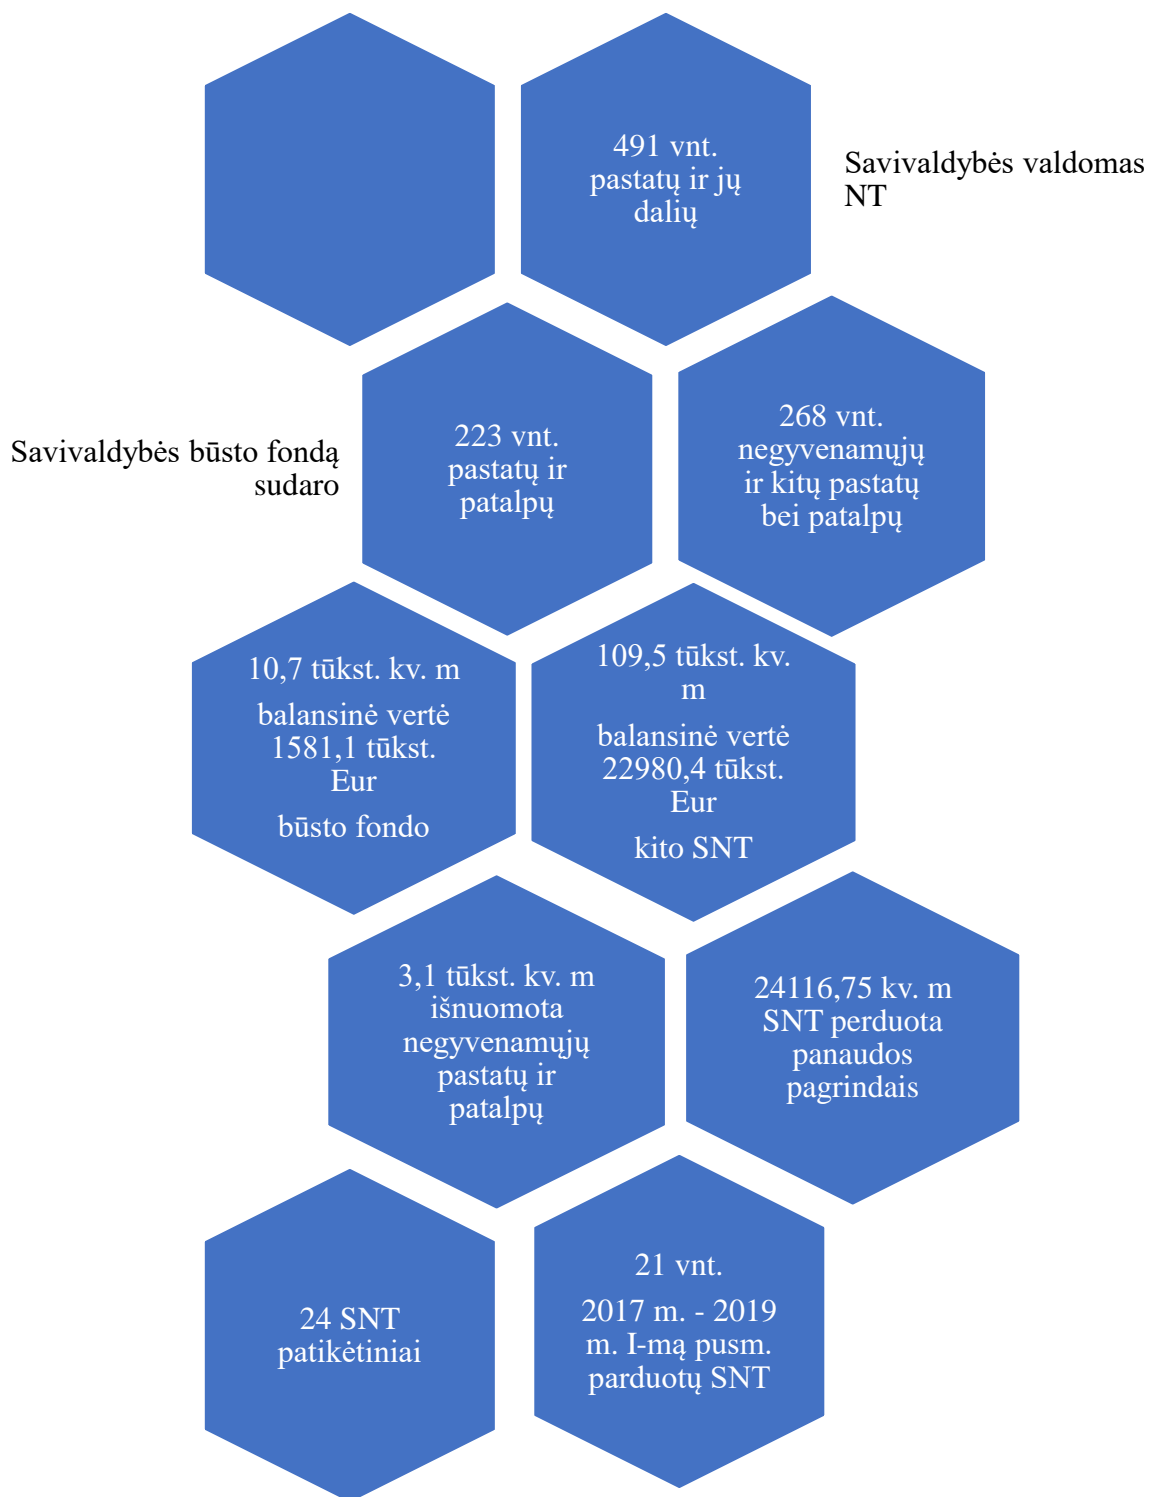 491 vnt.
pastatų ir jų
dalių
Savivaldybės valdomas
NT
Savivaldybės būsto fondą
sudaro
223 vnt.
pastatų ir
patalpų
268 vnt.
negyvenamųjų
ir kitų pastatų
bei patalpų
10,7 tūkst. kv. m
balansinė vertė
1581,1 tūkst.
Eur
būsto fondo
109,5 tūkst. kv.
m
balansinė vertė
22980,4 tūkst.
Eur
kito SNT
3,1 tūkst. kv. m
išnuomota
negyvenamųjų
pastatų ir
patalpų
24116,75 kv. m
SNT perduota
panaudos
pagrindais
24 SNT
patikėtiniai
21 vnt.
2017 m. - 2019
m. I-mą pusm.
parduotų SNT